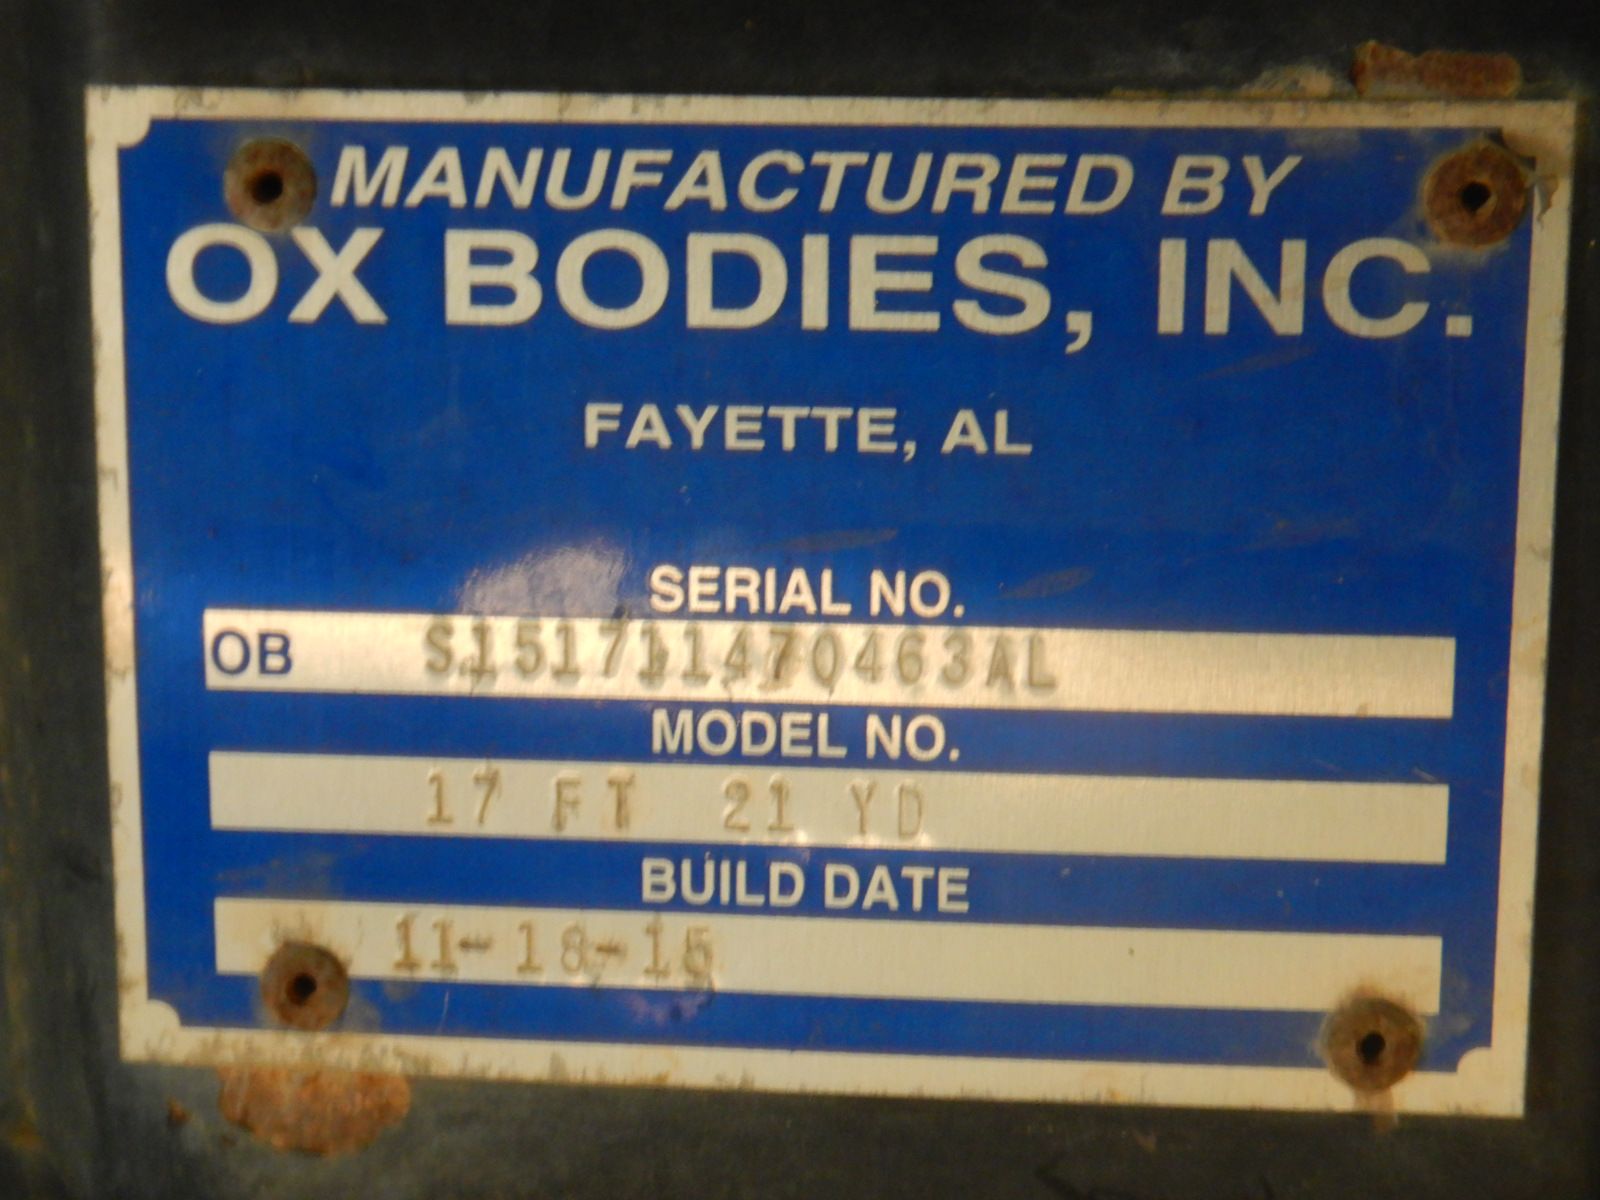 MANUFACTURED BY
OX BODIES, INC.
FAYETTE, AL
SERIAL NO.
OB S151711470463AL
MODEL NO.
17 FT 21 YD
BUILD DATE
11-18-15